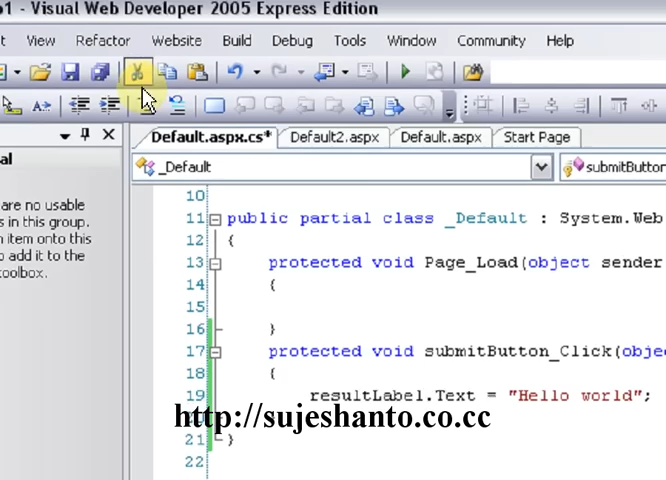 o1 - Visual Web Developer 2005 Express Edition
t View Refactor Website Build Debug Tools Window Community Help
Default.aspx.cs* Default2.aspx Default.aspx Start Page
al
_Default submitButton
are no usable
s in this group.
item onto this
add it to the
toolbox.
10
11 public partial class _Default : System.Web
12 {
13 protected void Page_Load(object sender
14 {
15
16 }
17 protected void submitButton_Click(obje
18 {
19 resultLabel.Text = "Hello world";
http://sujeshanto.co.cc
21 }
22